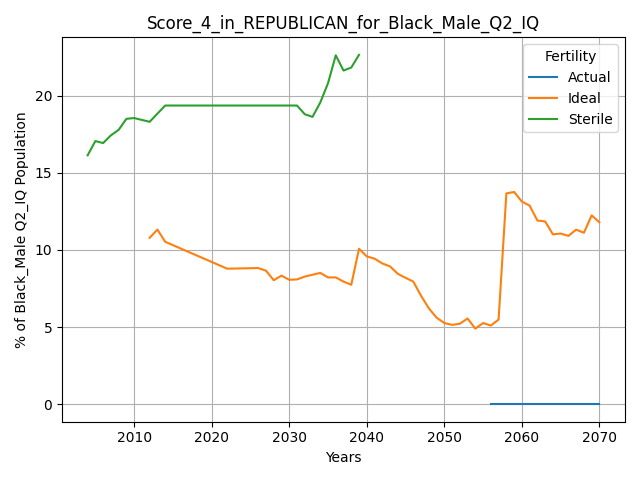 Score_4_in_REPUBLICAN_for_Black_Male_Q2_IQ
% of Black_Male Q2_IQ Population
20
15
10
5
0
Fertility
Actual
Ideal
Sterile
2010 2020 2030 2040 2050 2060 2070
Years